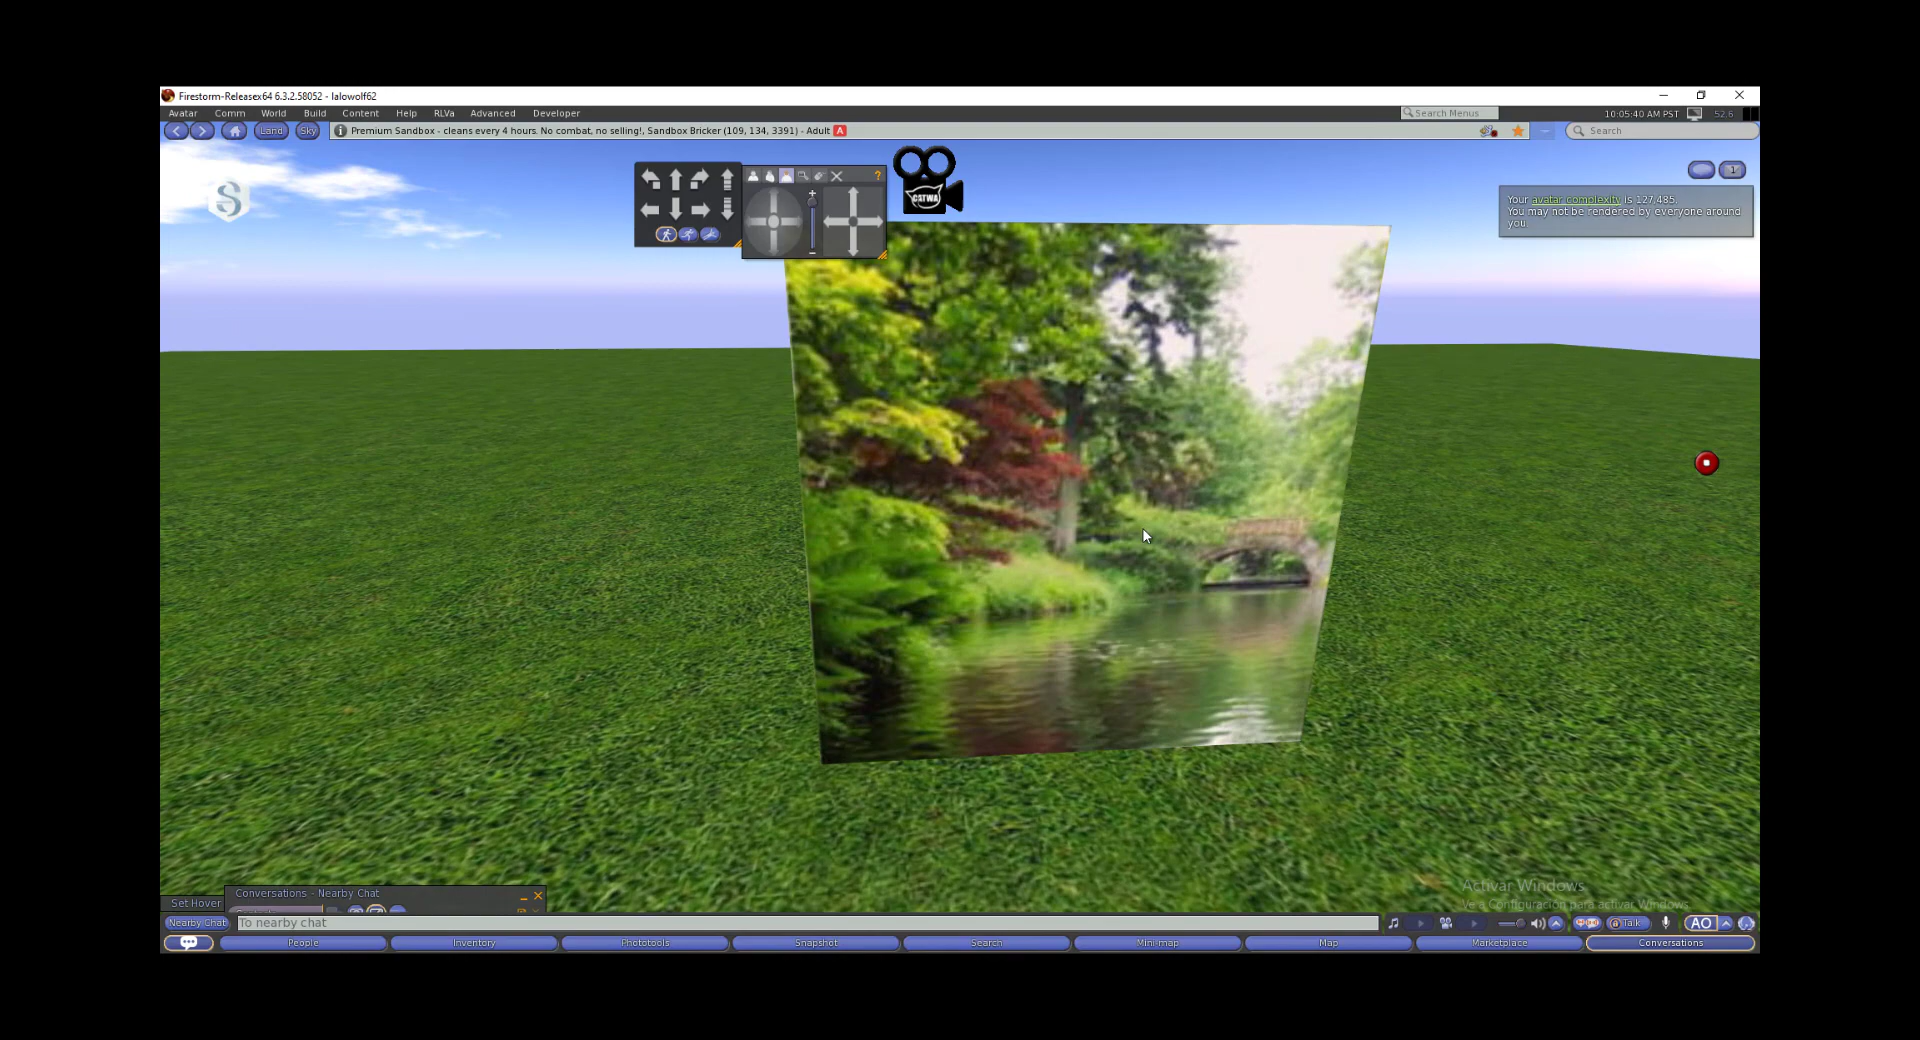 Firestorm-Releasex64 6.3.2.58052 - lalowolf62
Avatar Comm World Build Content Help RLVa Advanced Developer
Search Menus
10:05:40 AM PST
52.6
Land Sky
Premium Sandbox - cleans every 4 hours. No combat, no selling!, Sandbox Bricker (109, 134, 3391) - Adult A
Search
CATWA
1
Your avatar complexity is 127,485.
You may not be rendered by everyone around
you.
Activar Windows
Ve a Configuración para activar Windows.
Conversations - Nearby Chat
Set Hover
Nearby Chat
To nearby chat
Talk
AO
People Inventory Phototools Snapshot Search Mini-map Map Marketplace Conversations